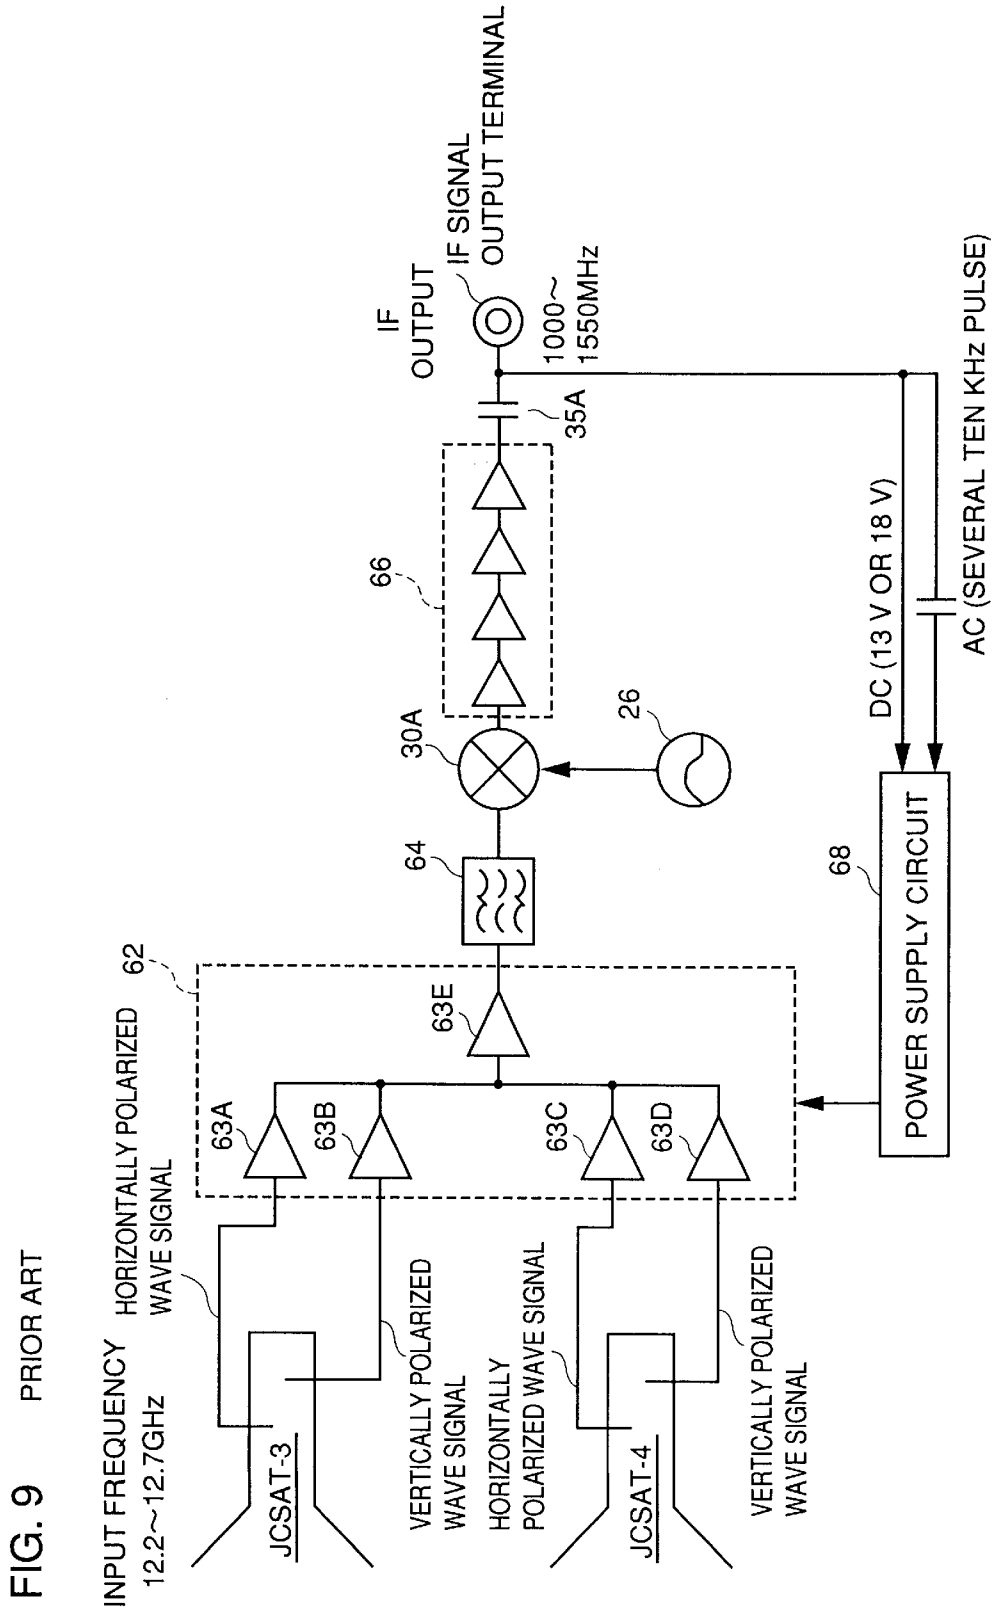 FIG. 9 PRIOR ART
INPUT FREQUENCY
12.2~12.7GHz
HORIZONTALLY POLARIZED
WAVE SIGNAL
JCSAT-3
VERTICALLY POLARIZED
WAVE SIGNAL
HORIZONTALLY
POLARIZED WAVE SIGNAL
JCSAT-4
VERTICALLY POLARIZED
WAVE SIGNAL
62
63A
63B
63C
63D
63E
64
30A
26
66
35A
IF
OUTPUT
IF SIGNAL
OUTPUT TERMINAL
1000~
1550MHz
DC (13 V OR 18 V)
AC (SEVERAL TEN KHz PULSE)
68
POWER SUPPLY CIRCUIT